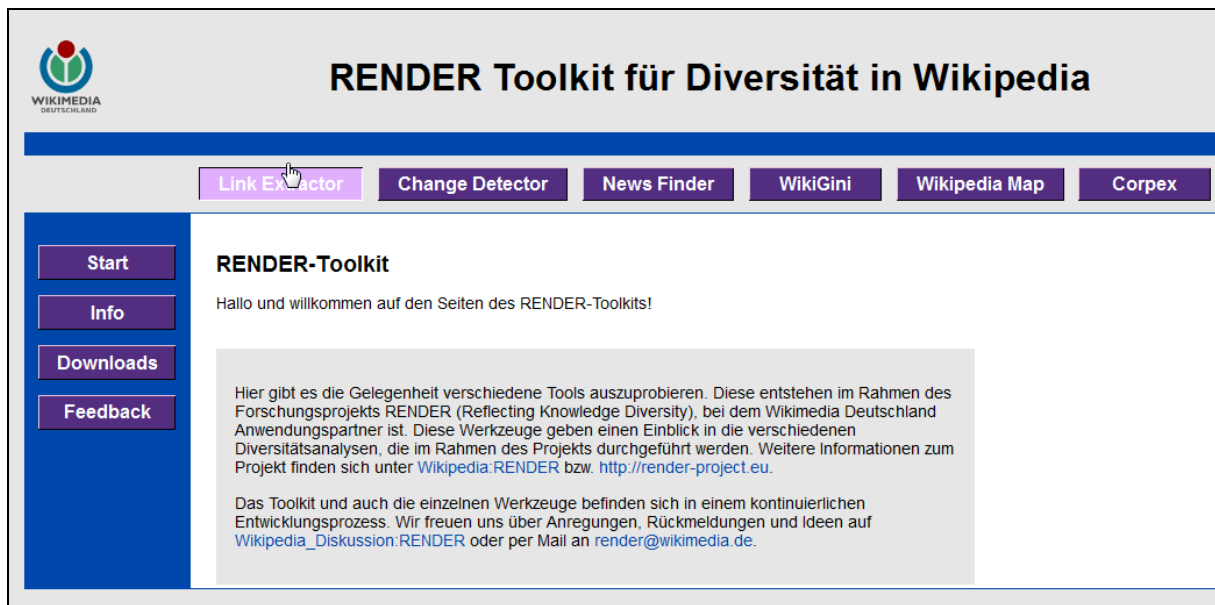 WIKIMEDIA
DEUTSCHLAND
RENDER Toolkit für Diversität in Wikipedia
Link Extractor
Change Detector
News Finder
WikiGini
Wikipedia Map
Corpex
Start
Info
Downloads
Feedback
RENDER-Toolkit
Hallo und willkommen auf den Seiten des RENDER-Toolkits!
Hier gibt es die Gelegenheit verschiedene Tools auszuprobieren. Diese entstehen im Rahmen des
Forschungsprojekts RENDER (Reflecting Knowledge Diversity), bei dem Wikimedia Deutschland
Anwendungspartner ist. Diese Werkzeuge geben einen Einblick in die verschiedenen
Diversitätsanalysen, die im Rahmen des Projekts durchgeführt werden. Weitere Informationen zum
Projekt finden sich unter Wikipedia:RENDER bzw. http://render-project.eu.
Das Toolkit und auch die einzelnen Werkzeuge befinden sich in einem kontinuierlichen
Entwicklungsprozess. Wir freuen uns über Anregungen, Rückmeldungen und Ideen auf
Wikipedia_Diskussion:RENDER oder per Mail an render@wikimedia.de.